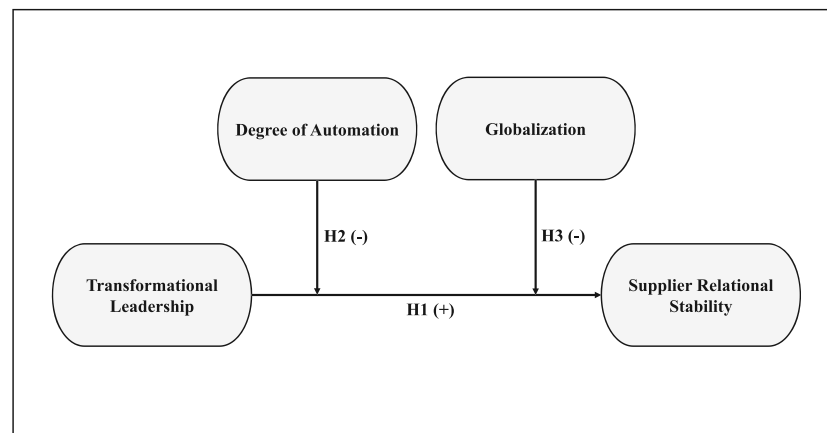 Degree of Automation
Globalization
H2 (-)
H3 (-)
Transformational
Leadership
H1 (+)
Supplier Relational
Stability